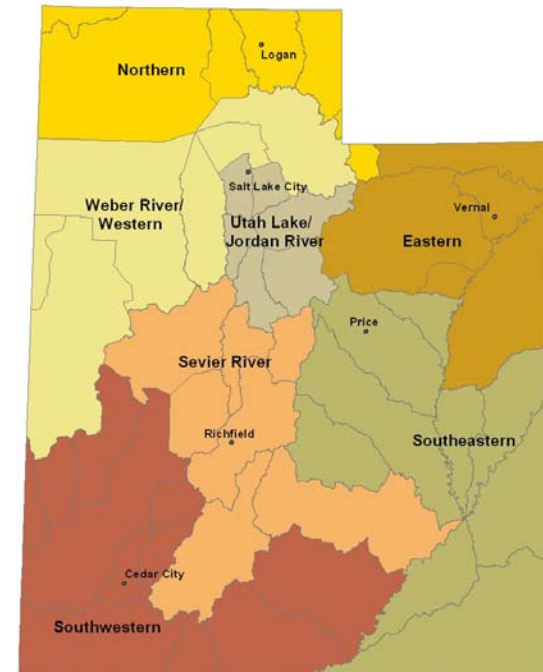 Logan
Northern
Salt Lake City
Weber River/
Western
Utah Lake/
Jordan River
Vernal
Eastern
Price
Sevier River
Richfield
Southeastern
Cedar City
Southwestern